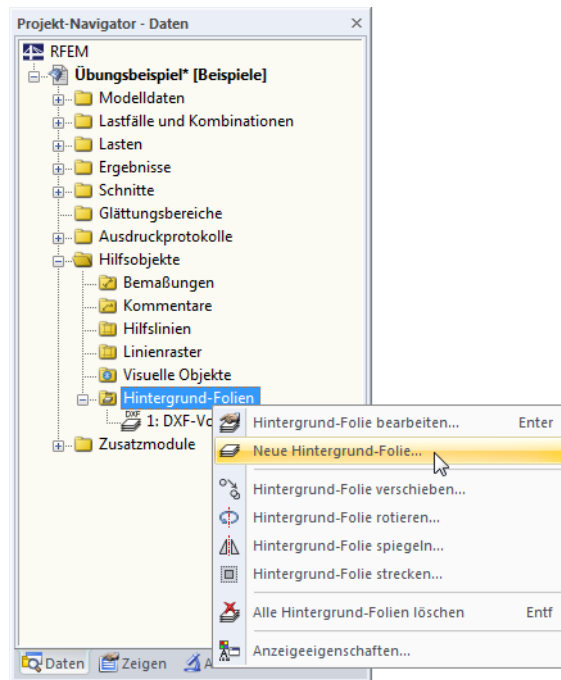 Projekt-Navigator - Daten
RFEM
Übungsbeispiel* [Beispiele]
Modelldaten
Lastfälle und Kombinationen
Lasten
Ergebnisse
Schnitte
Glättungsbereiche
Ausdruckprotokolle
Hilfsobjekte
Bemaßungen
Kommentare
Hilfslinien
Linienraster
Visuelle Objekte
Hintergrund-Folien
DXF
1: DXF-Vo
Zusatzmodule
Hintergrund-Folie bearbeiten... Enter
Neue Hintergrund-Folie...
Hintergrund-Folie verschieben...
Hintergrund-Folie rotieren...
Hintergrund-Folie spiegeln...
Hintergrund-Folie strecken...
Alle Hintergrund-Folien löschen Entf
Anzeigeeigenschaften...
Daten Zeigen A